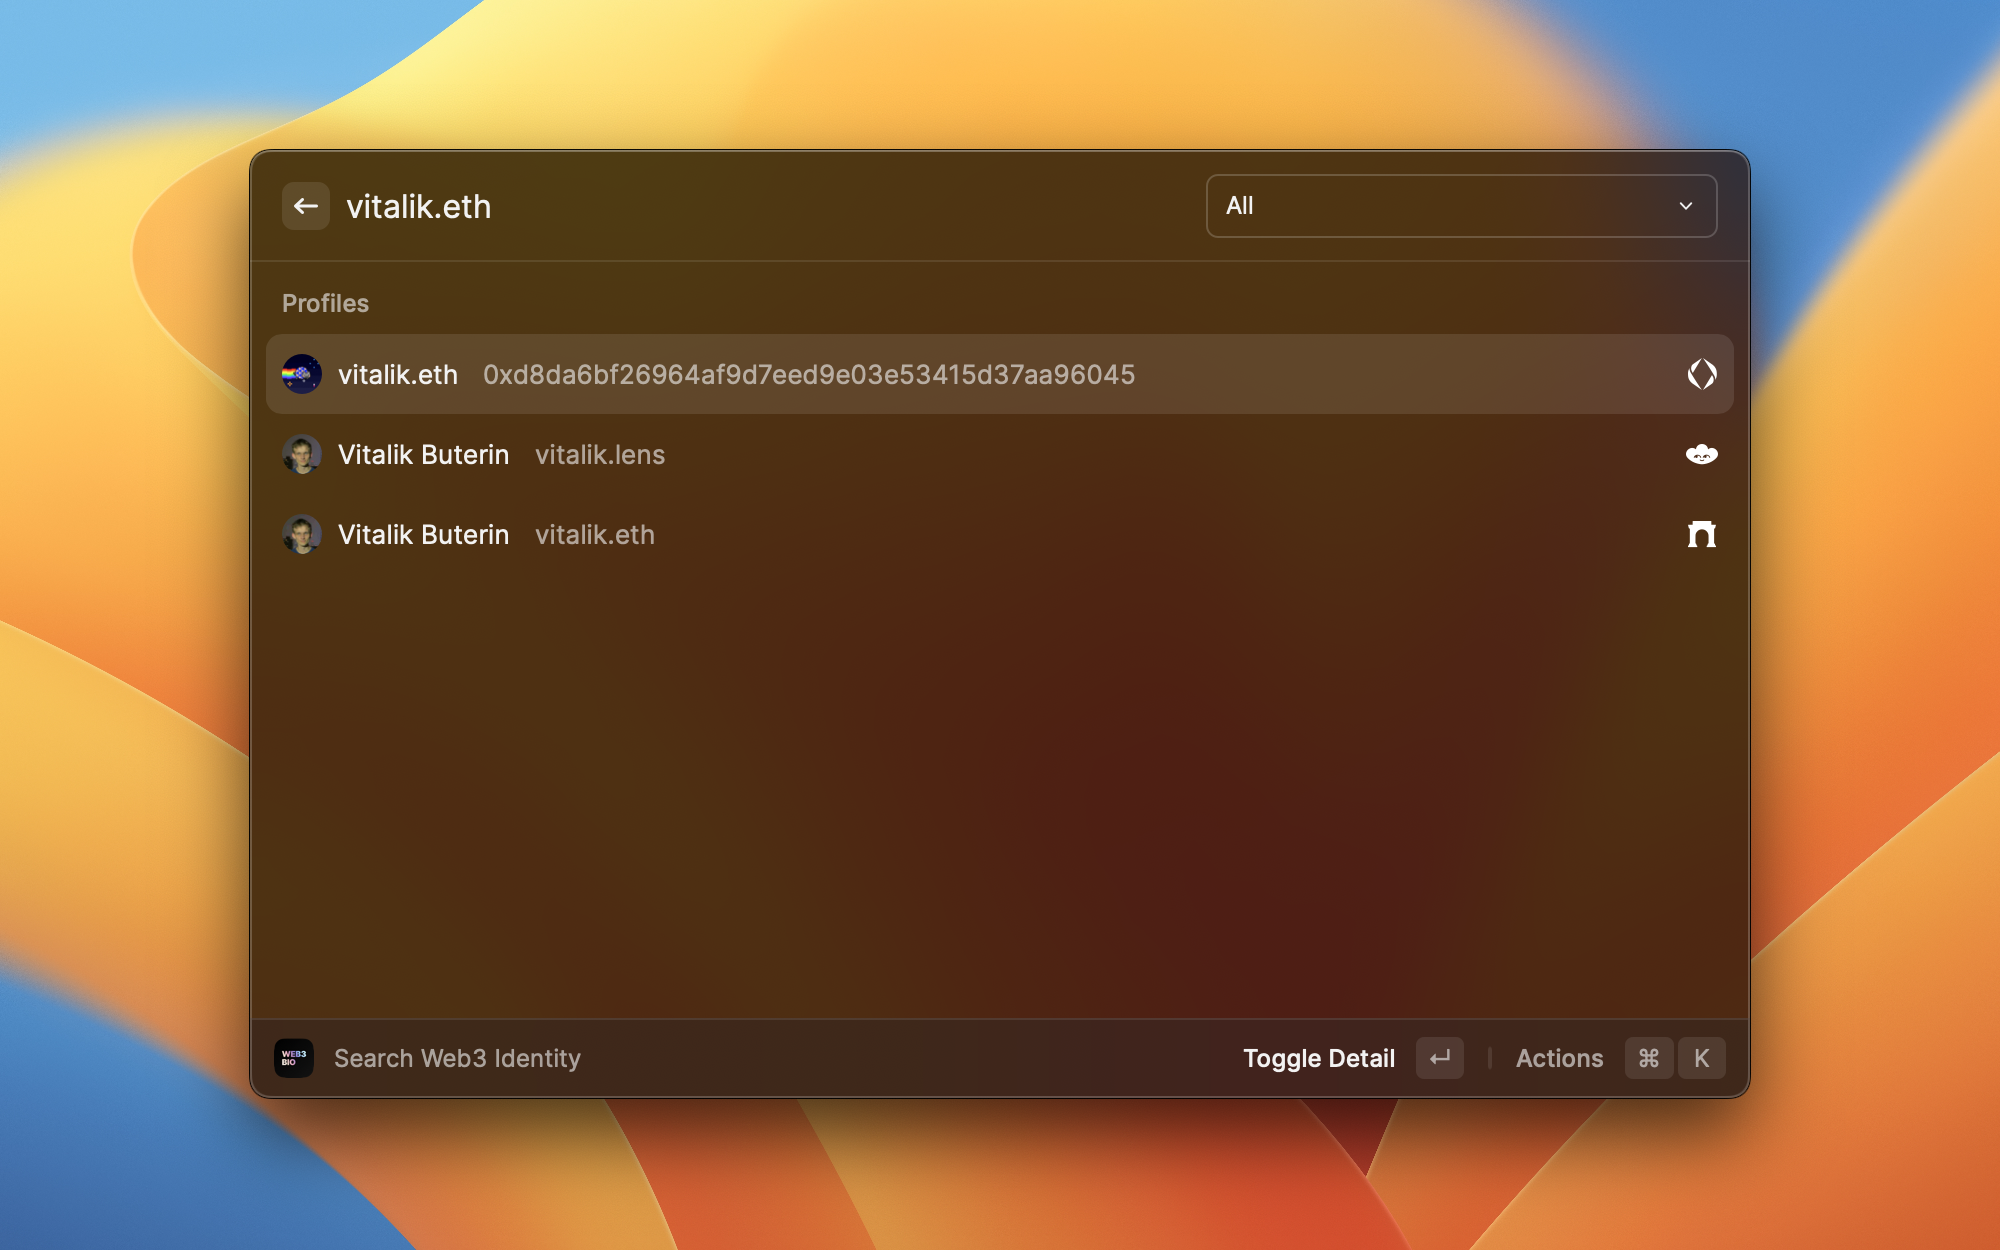 vitalik.eth
All
Profiles
vitalik.eth 0xd8da6bf26964af9d7eed9e03e53415d37aa96045
Vitalik Buterin vitalik.lens
Vitalik Buterin vitalik.eth
WEB3
BIO
Search Web3 Identity
Toggle Detail
Actions ⌘ K